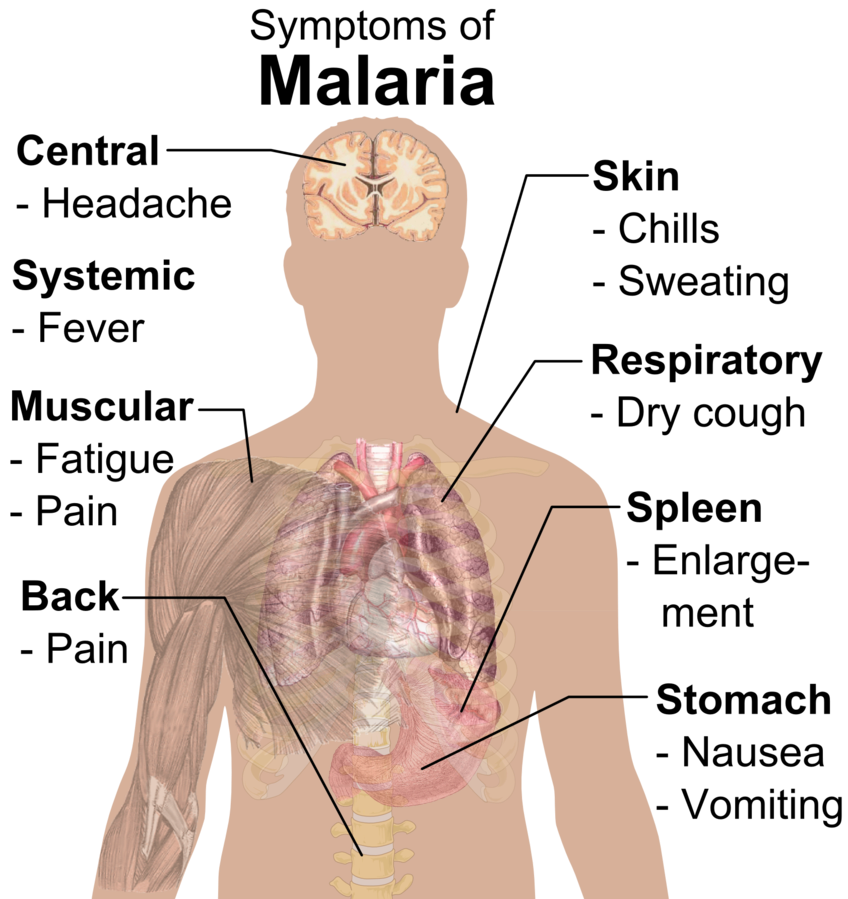 Symptoms of
Malaria
Central
- Headache
Systemic
- Fever
Muscular
- Fatigue
- Pain
Back
- Pain
Skin
- Chills
- Sweating
Respiratory
- Dry cough
Spleen
- Enlarge-
ment
Stomach
- Nausea
- Vomiting